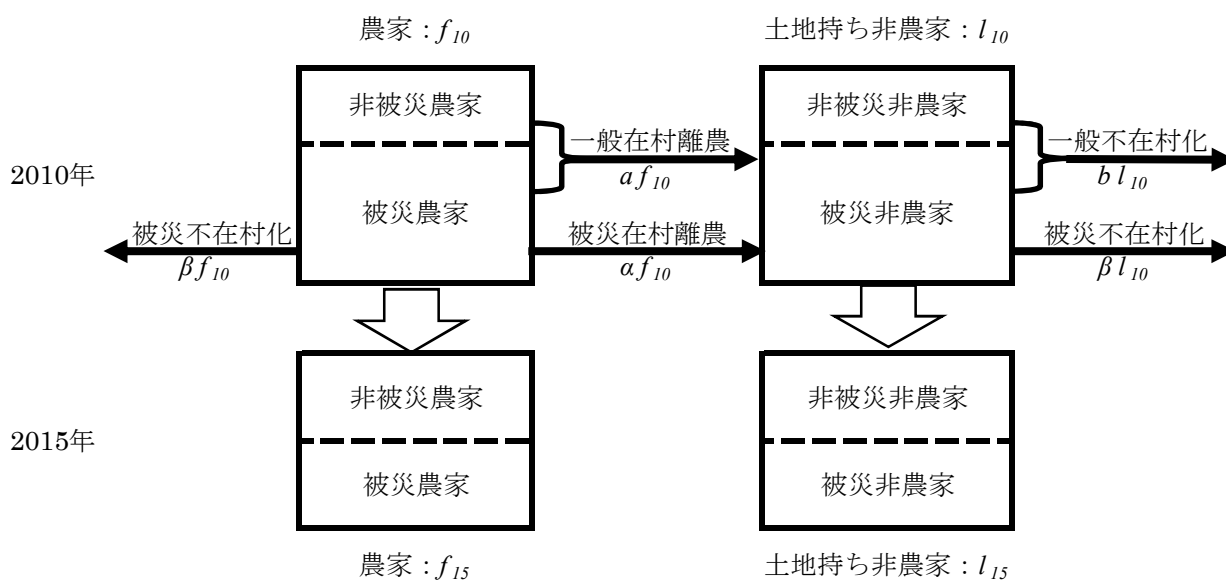 農家：f10
土地持ち非農家：l10
非被災農家
非被災非農家
一般在村離農
a f10
一般不在村化
b l10
2010年
被災農家
被災非農家
被災不在村化
βf10
被災在村離農
αf10
被災不在村化
βl10
非被災農家
非被災非農家
2015年
被災農家
被災非農家
農家：f15
土地持ち非農家：l15